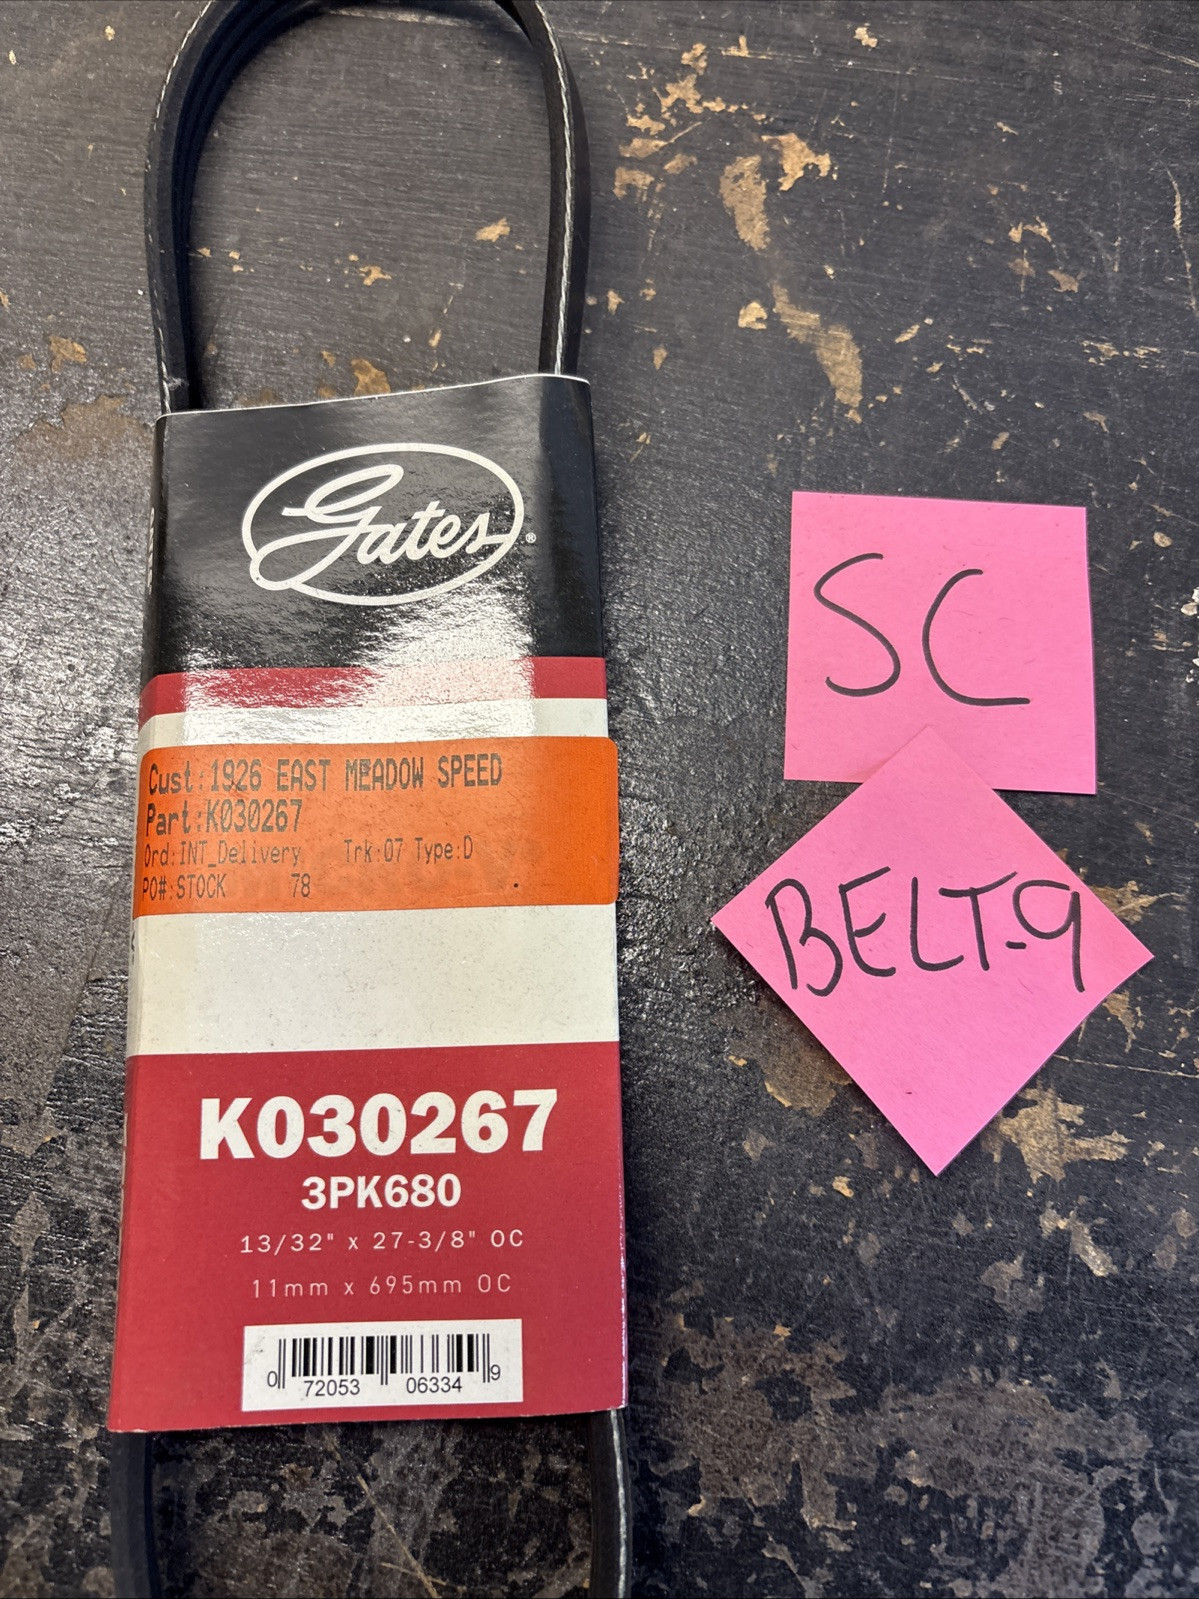 Gates®
Cust:1926 EAST MEADOW SPEED
Part:K030267
Ord:INT_Delivery Trk:07 Type:D
PO#:STOCK 78
K030267
3PK680
13/32" x 27-3/8" OC
11mm x 695mm OC
0 72053 06334 9
SC
BELT-9